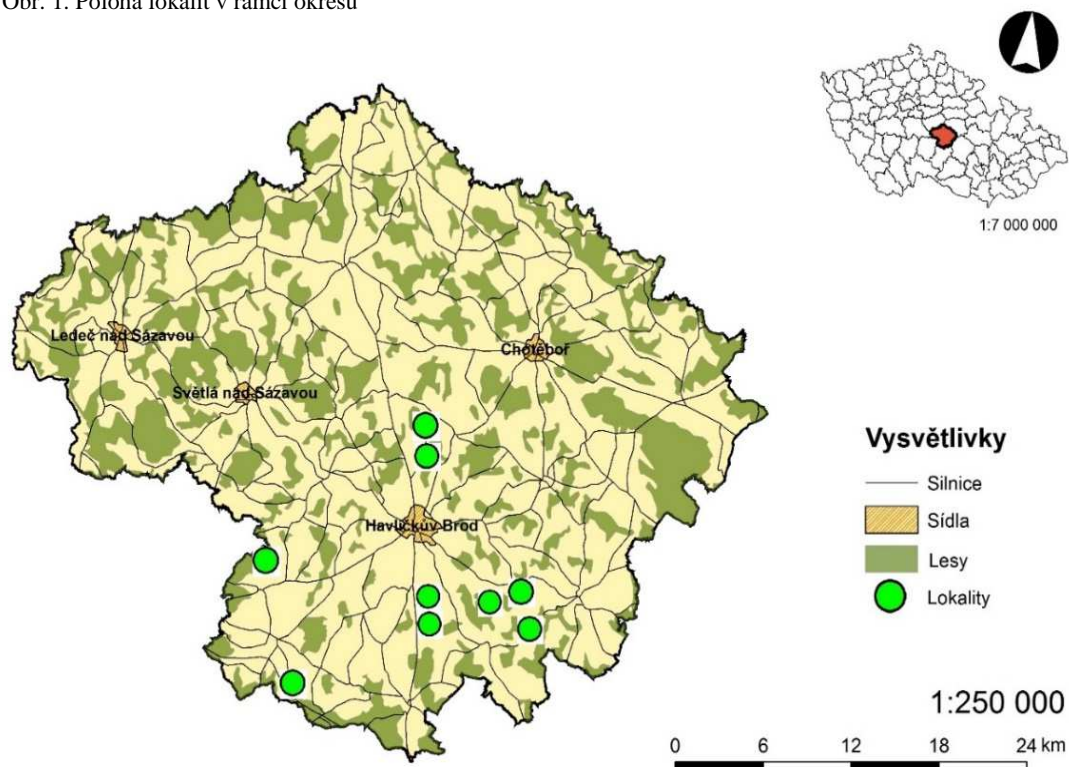 Obr. 1. Poloha lokalit v rámci okresu
1:7 000 000
Ledeč nad Sázavou
Chotěboř
Světlá nad Sázavou
Havlíčkův Brod
Vysvětlivky
Silnice
Sídla
Lesy
Lokality
1:250 000
0 6 12 18 24 km